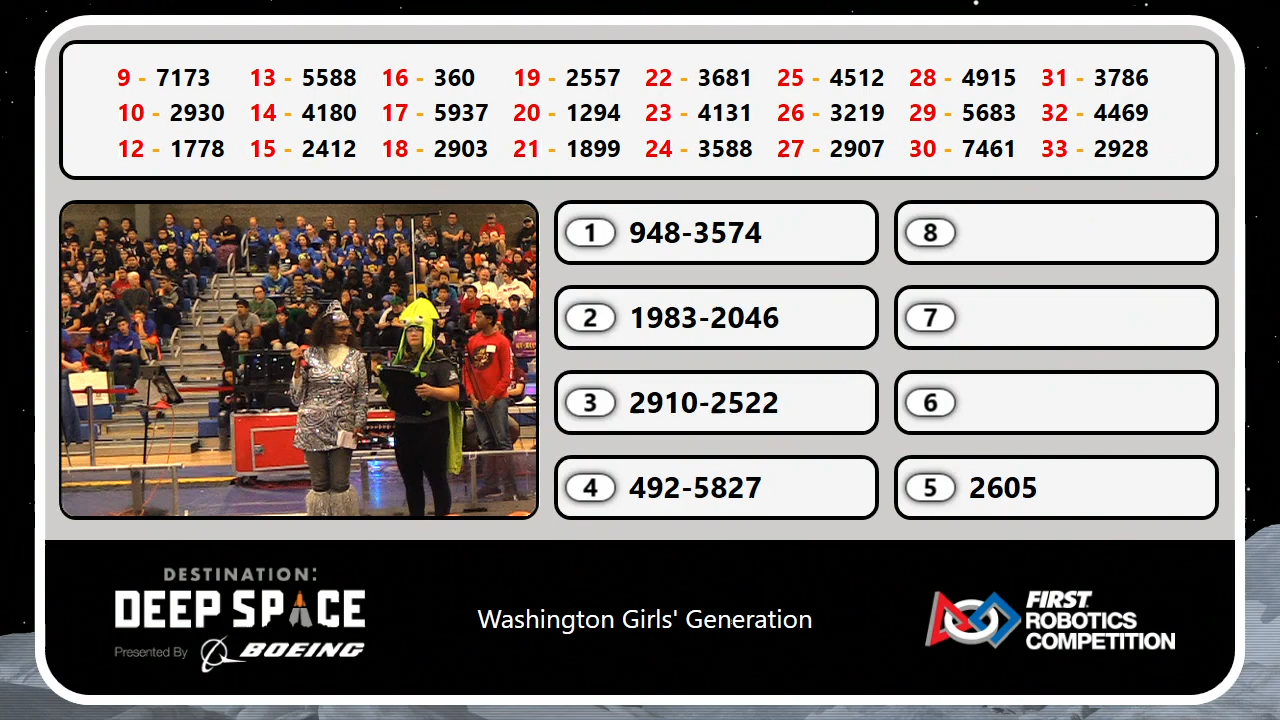 9 - 7173 13 - 5588 16 - 360 19 - 2557 22 - 3681 25 - 4512 28 - 4915 31 - 3786
10 - 2930 14 - 4180 17 - 5937 20 - 1294 23 - 4131 26 - 3219 29 - 5683 32 - 4469
12 - 1778 15 - 2412 18 - 2903 21 - 1899 24 - 3588 27 - 2907 30 - 7461 33 - 2928
1 948-3574
8
2 1983-2046
7
3 2910-2522
6
4 492-5827
5 2605
DESTINATION:
DEEP SPACE
Presented By BOEING
Washington Girls' Generation
FIRST
ROBOTICS
COMPETITION